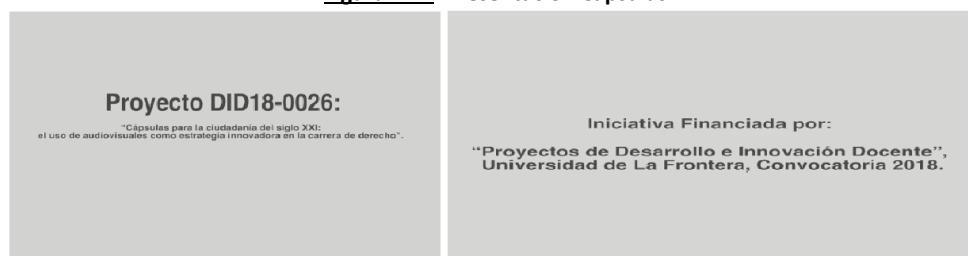 Proyecto DID18-0026:
"Cápsulas para la ciudadanía del siglo XXI:
el uso de audiovisuales como estrategia innovadora en la carrera de derecho".
Iniciativa Financiada por:
“Proyectos de Desarrollo e Innovación Docente”,
Universidad de La Frontera, Convocatoria 2018.